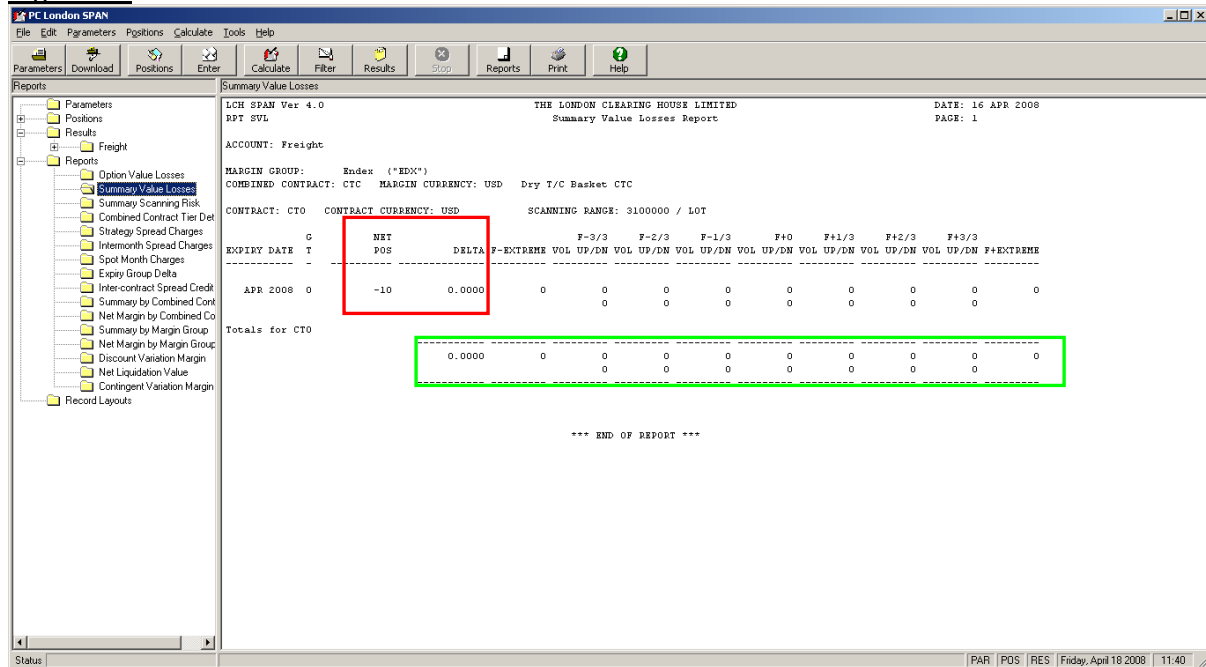 PC London SPAN
File Edit Parameters Positions Calculate Tools Help
Parameters Download Positions Enter Calculate Filter Results Stop Reports Print Help
Reports
Parameters
Positions
Results
Freight
Reports
Option Value Losses
Summary Value Losses
Summary Scanning Risk
Combined Contract Tier Det
Strategy Spread Charges
Intermonth Spread Charges
Spot Month Charges
Expiry Group Delta
Inter-contract Spread Credit
Summary by Combined Cont
Net Margin by Combined Co
Summary by Margin Group
Net Margin by Margin Group
Discount Variation Margin
Net Liquidation Value
Contingent Variation Margin
Record Layouts
Summary Value Losses
LCH SPAN Ver 4.0 THE LONDON CLEARING HOUSE LIMITED DATE: 16 APR 2008
RPT SVL Summary Value Losses Report PAGE: 1
ACCOUNT: Freight
MARGIN GROUP: Endex ("EDX")
COMBINED CONTRACT: CTC MARGIN CURRENCY: USD Dry T/C Basket CTC
CONTRACT: CTO CONTRACT CURRENCY: USD SCANNING RANGE: 3100000 / LOT
G NET F-3/3 F-2/3 F-1/3 F+0 F+1/3 F+2/3 F+3/3
EXPIRY DATE T POS DELTA F-EXTREME VOL UP/DN VOL UP/DN VOL UP/DN VOL UP/DN VOL UP/DN VOL UP/DN VOL UP/DN F+EXTREME
----------- - ---------- ----------- --------- --------- --------- --------- --------- --------- --------- --------- ---------
APR 2008 O -10 0.0000 0 0 0 0 0 0 0 0 0
0 0 0 0 0 0 0
Totals for CTO
----------- --------- --------- --------- --------- --------- --------- --------- --------- ---------
0.0000 0 0 0 0 0 0 0 0 0
0 0 0 0 0 0 0
----------- --------- --------- --------- --------- --------- --------- --------- --------- ---------
*** END OF REPORT ***
Status PAR POS RES Friday, April 18 2008 11:40